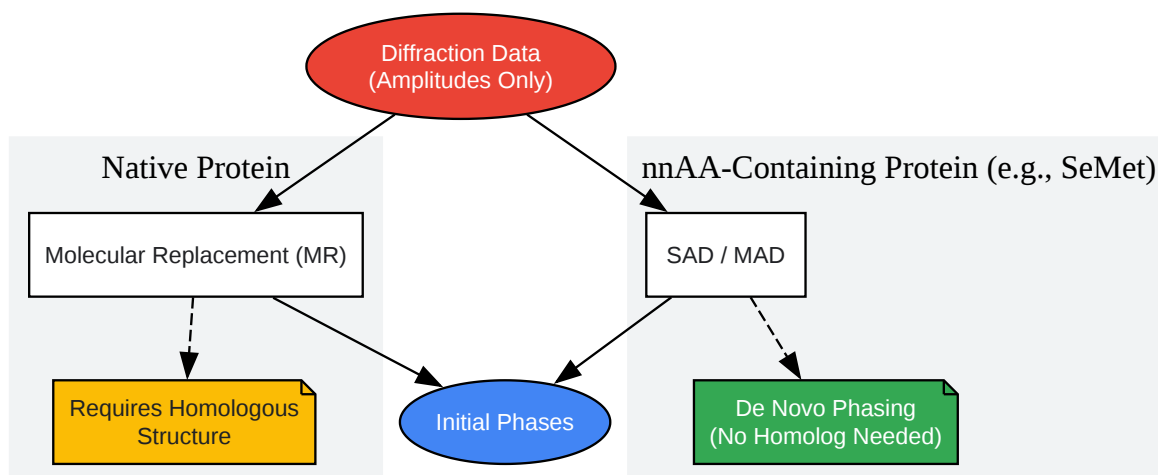 Diffraction Data
(Amplitudes Only)
Native Protein
nnAA-Containing Protein (e.g., SeMet)
Molecular Replacement (MR)
SAD / MAD
Requires Homologous
Structure
Initial Phases
De Novo Phasing
(No Homolog Needed)